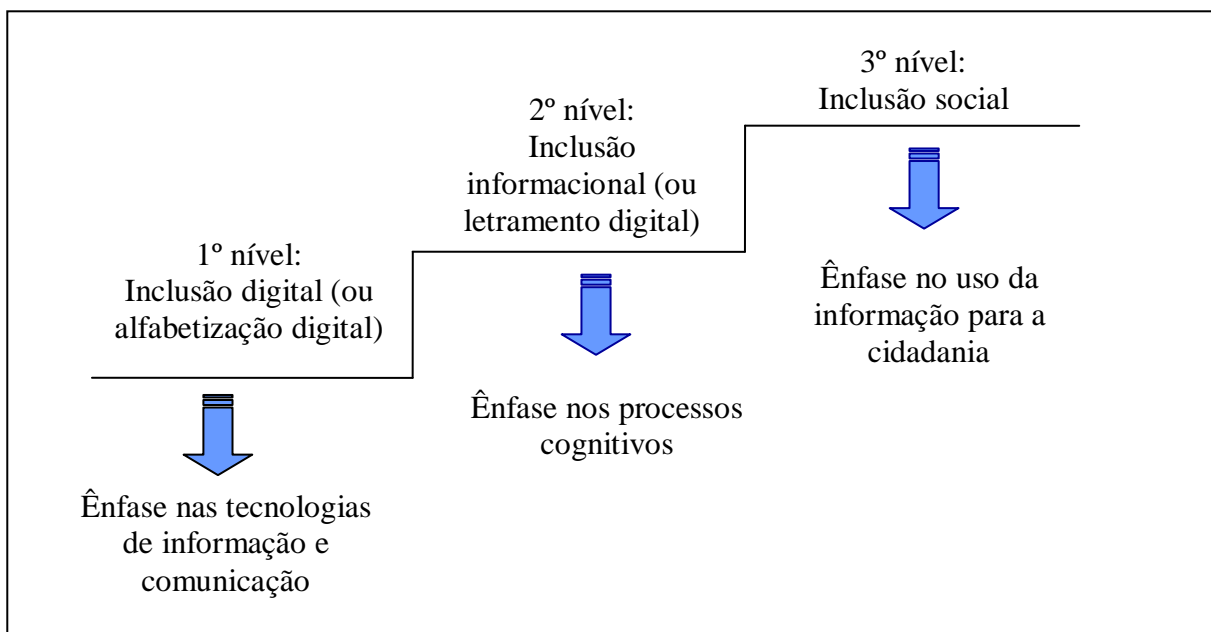 1º nível:
Inclusão digital (ou
alfabetização digital)
Ênfase nas tecnologias
de informação e
comunicação
2º nível:
Inclusão
informacional (ou
letramento digital)
Ênfase nos processos
cognitivos
3º nível:
Inclusão social
Ênfase no uso da
informação para a
cidadania